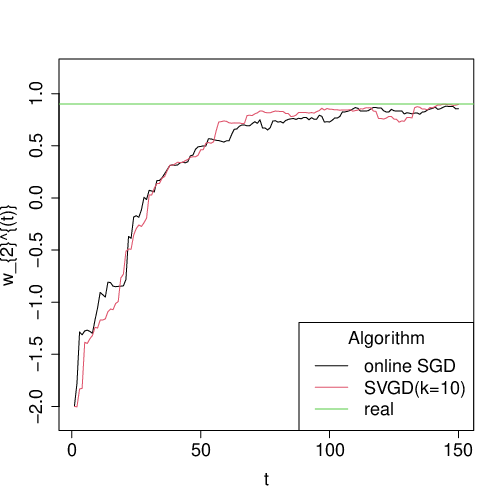 1.0
0.5
0.0
−0.5
−1.0
−1.5
−2.0
w_{2}^{(t)}
Algorithm
online SGD
SVGD(k=10)
real
0 50 100 150
t